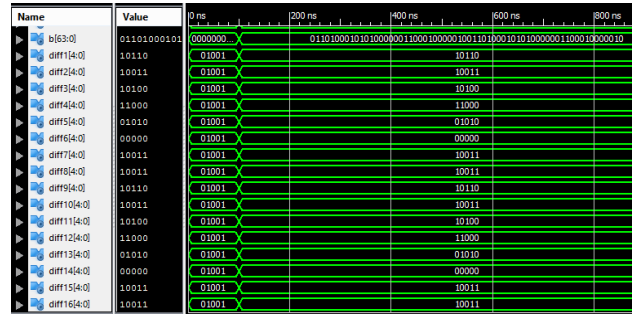 Name Value 0 ns 200 ns 400 ns 600 ns 800 ns
b[63:0] 01101000101 0000000... 0110100010101000000110001000001001101000101010000001100010000010
diff1[4:0] 10110 01001 10110
diff2[4:0] 10011 01001 10011
diff3[4:0] 10100 01001 10100
diff4[4:0] 11000 01001 11000
diff5[4:0] 01010 01001 01010
diff6[4:0] 00000 01001 00000
diff7[4:0] 10011 01001 10011
diff8[4:0] 10011 01001 10011
diff9[4:0] 10110 01001 10110
diff10[4:0] 10011 01001 10011
diff11[4:0] 10100 01001 10100
diff12[4:0] 11000 01001 11000
diff13[4:0] 01010 01001 01010
diff14[4:0] 00000 01001 00000
diff15[4:0] 10011 01001 10011
diff16[4:0] 10011 01001 10011